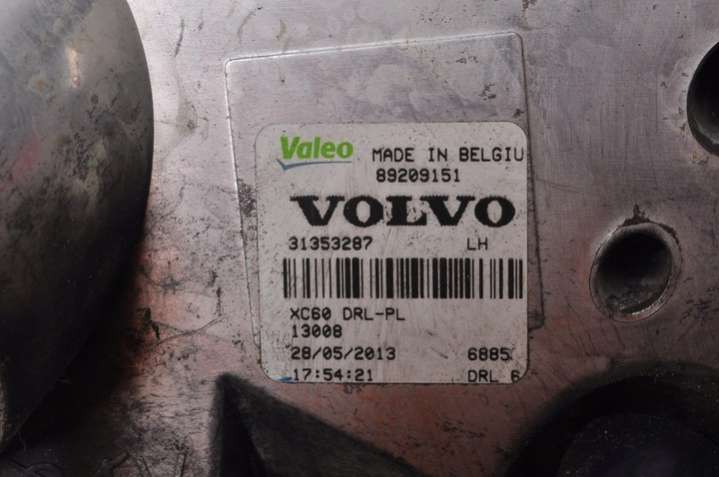 Valeo MADE IN BELGIU
89209151
VOLVO
31353287 LH
XC60 DRL-PL
13008
28/05/2013 6885
17:54:21 DRL 6